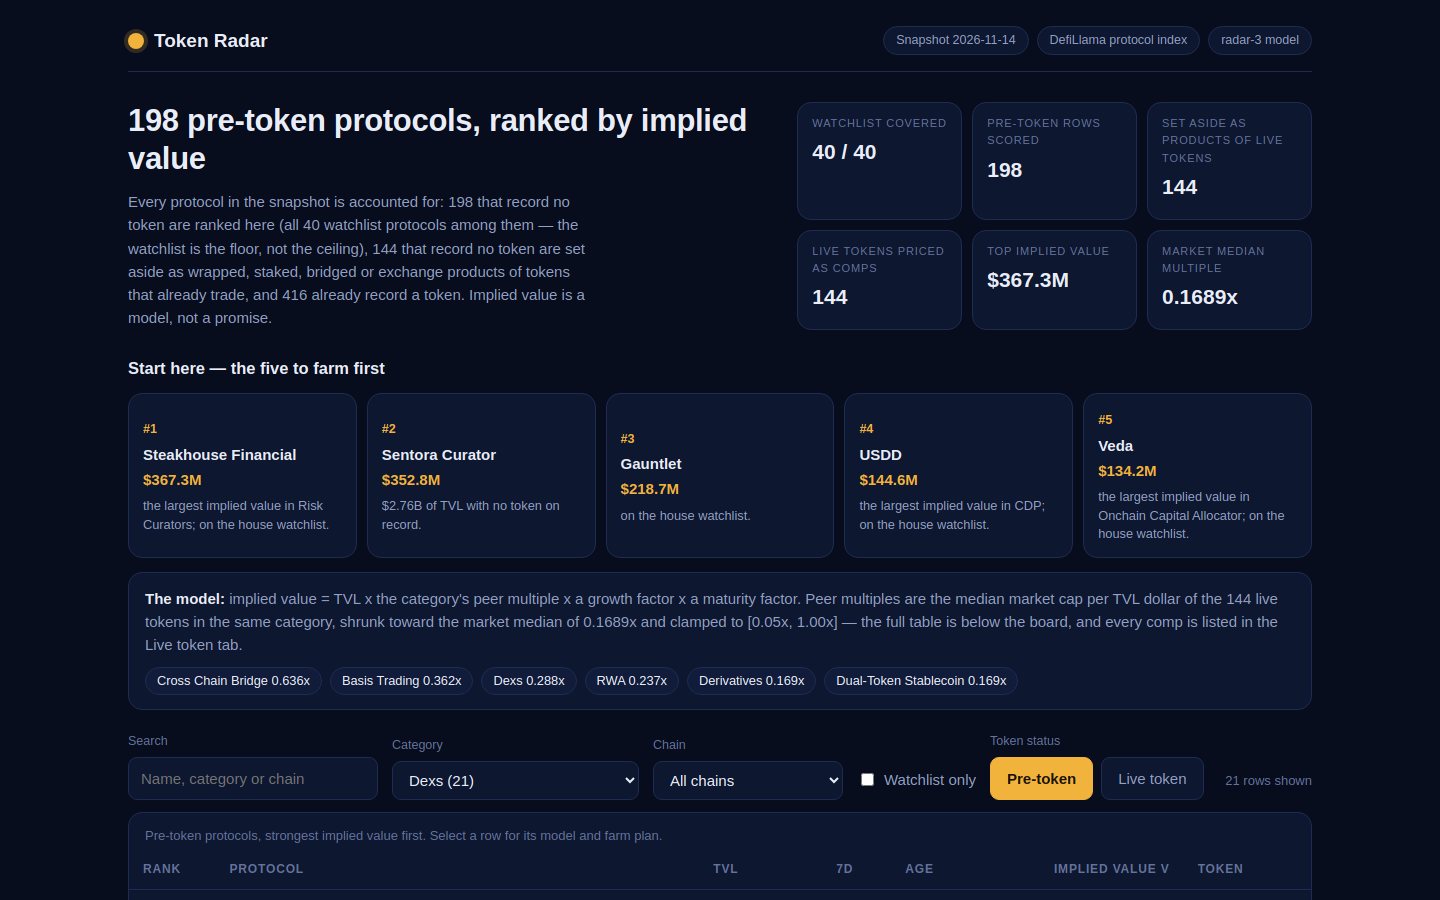 Token Radar
Snapshot 2026-11-14
DefiLlama protocol index
radar-3 model
198 pre-token protocols, ranked by implied
value
Every protocol in the snapshot is accounted for: 198 that record no
token are ranked here (all 40 watchlist protocols among them — the
watchlist is the floor, not the ceiling), 144 that record no token are set
aside as wrapped, staked, bridged or exchange products of tokens
that already trade, and 416 already record a token. Implied value is a
model, not a promise.
WATCHLIST COVERED
40 / 40
PRE-TOKEN ROWS
SCORED
198
SET ASIDE AS
PRODUCTS OF LIVE
TOKENS
144
LIVE TOKENS PRICED
AS COMPS
144
TOP IMPLIED VALUE
$367.3M
MARKET MEDIAN
MULTIPLE
0.1689x
Start here — the five to farm first
#1
Steakhouse Financial
$367.3M
the largest implied value in Risk
Curators; on the house watchlist.
#2
Sentora Curator
$352.8M
$2.76B of TVL with no token on
record.
#3
Gauntlet
$218.7M
on the house watchlist.
#4
USDD
$144.6M
the largest implied value in CDP;
on the house watchlist.
#5
Veda
$134.2M
the largest implied value in
Onchain Capital Allocator; on the
house watchlist.
The model: implied value = TVL x the category's peer multiple x a growth factor x a maturity factor. Peer multiples are the median market cap per TVL dollar of the 144 live
tokens in the same category, shrunk toward the market median of 0.1689x and clamped to [0.05x, 1.00x] — the full table is below the board, and every comp is listed in the
Live token tab.
Cross Chain Bridge 0.636x
Basis Trading 0.362x
Dexs 0.288x
RWA 0.237x
Derivatives 0.169x
Dual-Token Stablecoin 0.169x
Search
Name, category or chain
Category
Dexs (21)
Chain
All chains
Watchlist only
Token status
Pre-token
Live token
21 rows shown
Pre-token protocols, strongest implied value first. Select a row for its model and farm plan.
RANK
PROTOCOL
TVL
7D
AGE
IMPLIED VALUE V
TOKEN